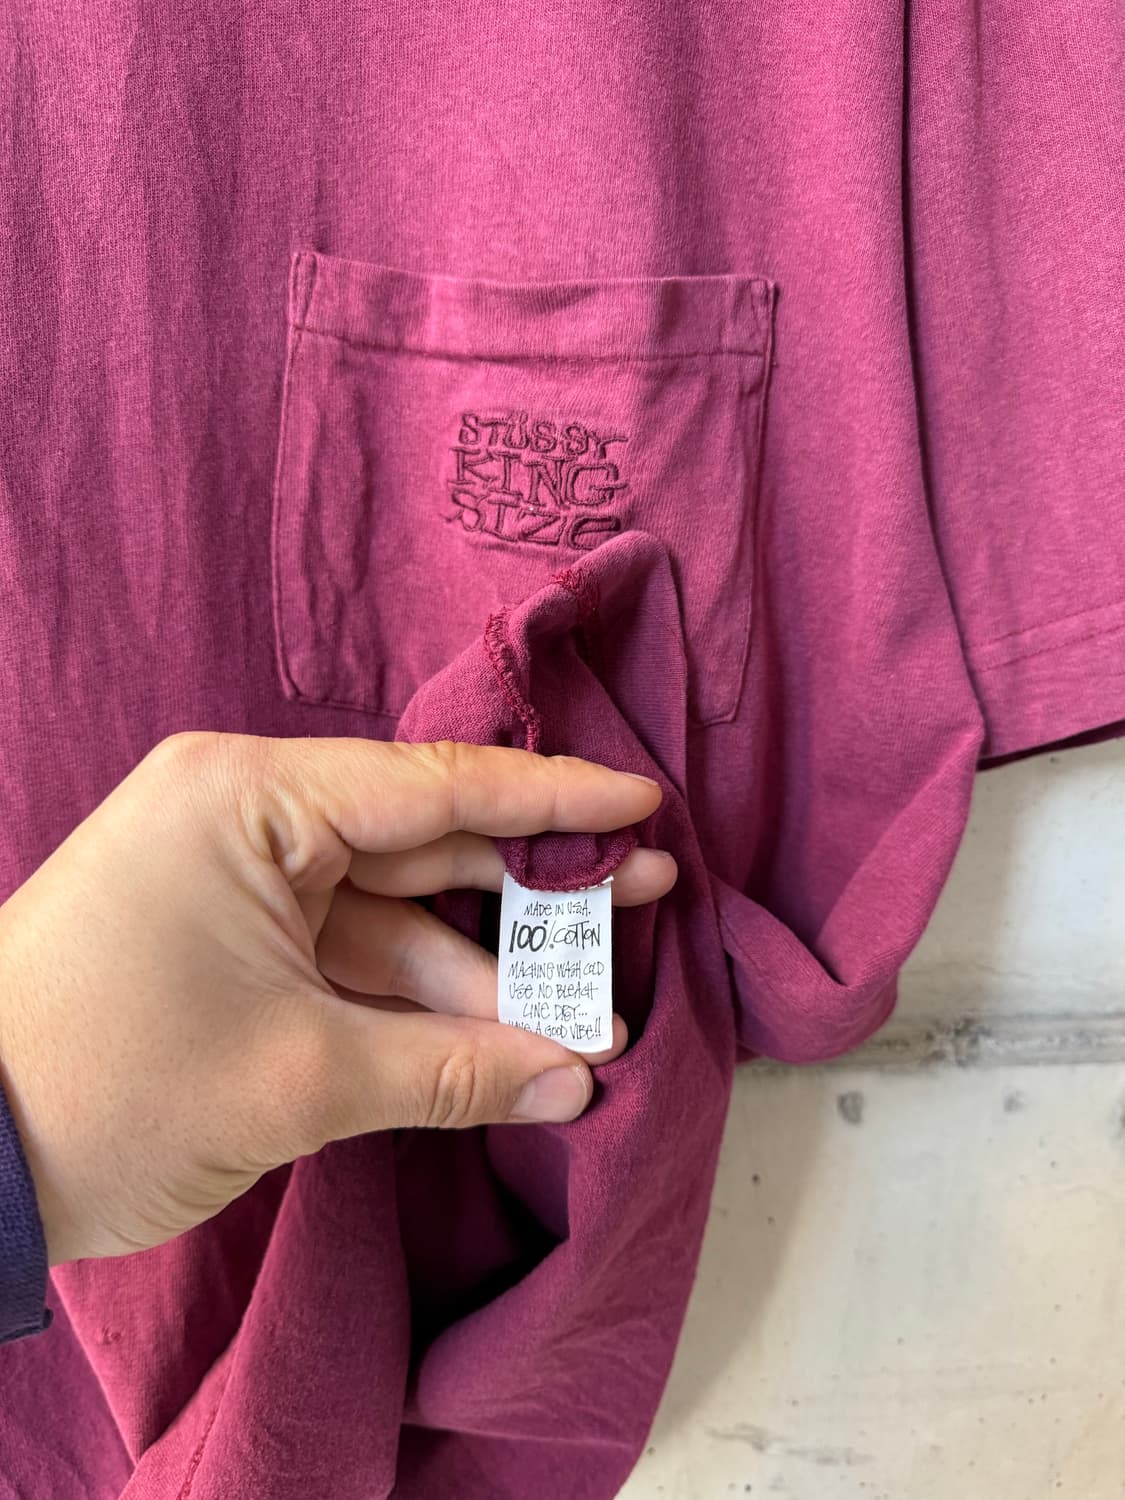 STÜSSY
KING
SIZE
MADE IN U.S.A.
100% COTTON
MACHINE WASH COLD
USE NO BLEACH
LINE DRY...
HAVE A GOOD VIBE!!